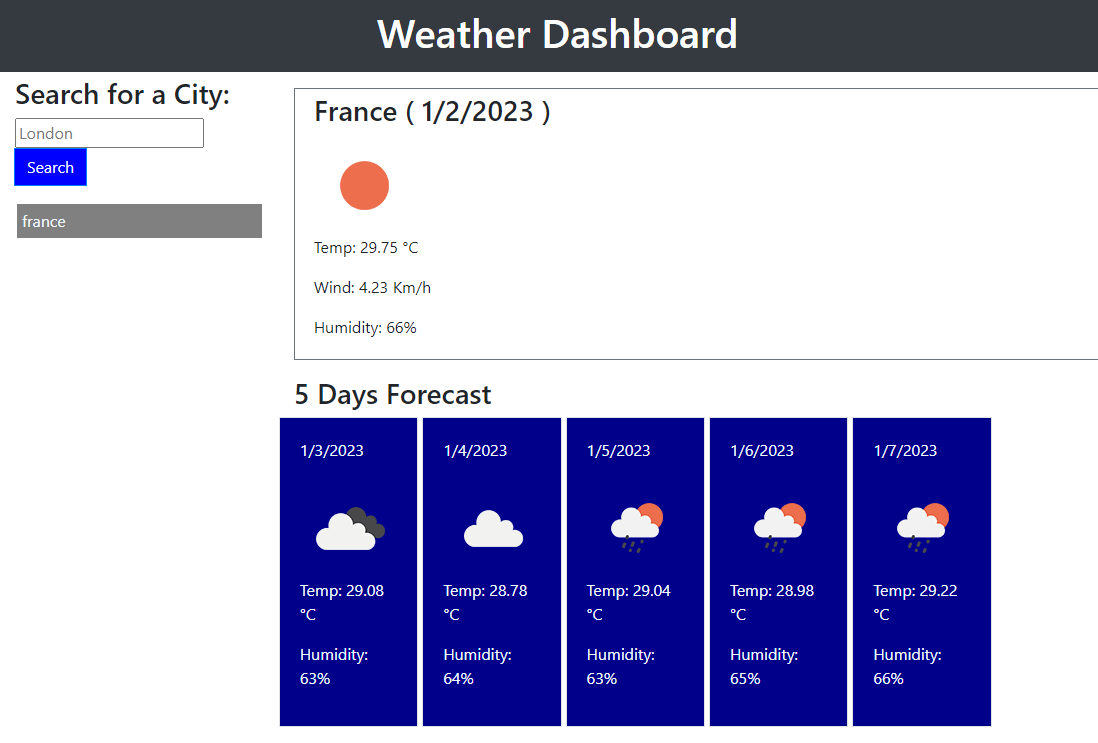 Weather Dashboard
Search for a City:
London
Search
france
France ( 1/2/2023 )
Temp: 29.75 °C
Wind: 4.23 Km/h
Humidity: 66%
5 Days Forecast
1/3/2023
Temp: 29.08
°C
Humidity:
63%
1/4/2023
Temp: 28.78
°C
Humidity:
64%
1/5/2023
Temp: 29.04
°C
Humidity:
63%
1/6/2023
Temp: 28.98
°C
Humidity:
65%
1/7/2023
Temp: 29.22
°C
Humidity:
66%